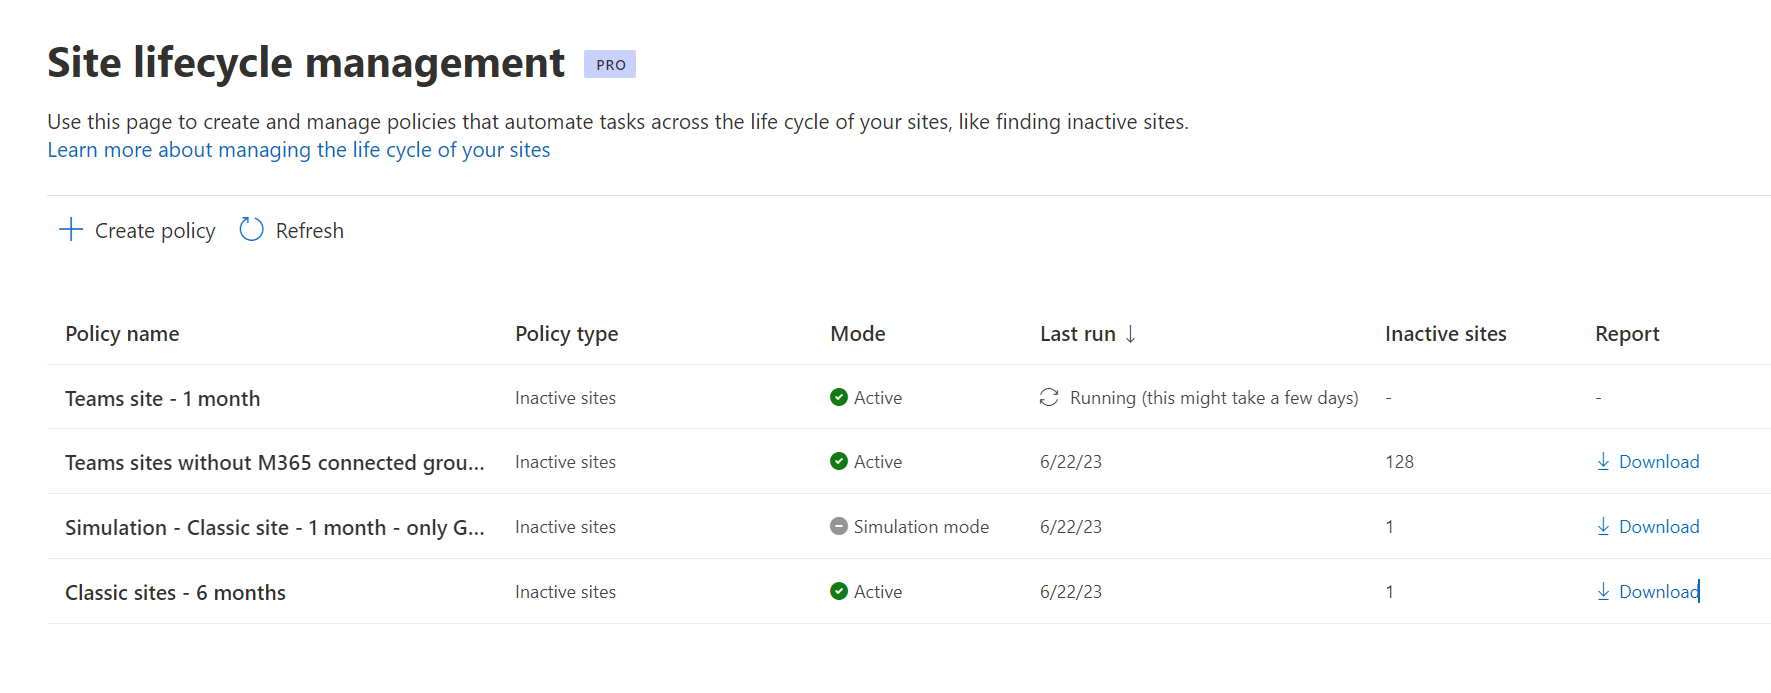 Site lifecycle management PRO
Use this page to create and manage policies that automate tasks across the life cycle of your sites, like finding inactive sites.
Learn more about managing the life cycle of your sites
Create policy Refresh
Policy name Policy type Mode Last run ↓ Inactive sites Report
Teams site - 1 month Inactive sites Active Running (this might take a few days) - -
Teams sites without M365 connected grou... Inactive sites Active 6/22/23 128 Download
Simulation - Classic site - 1 month - only G... Inactive sites Simulation mode 6/22/23 1 Download
Classic sites - 6 months Inactive sites Active 6/22/23 1 Download